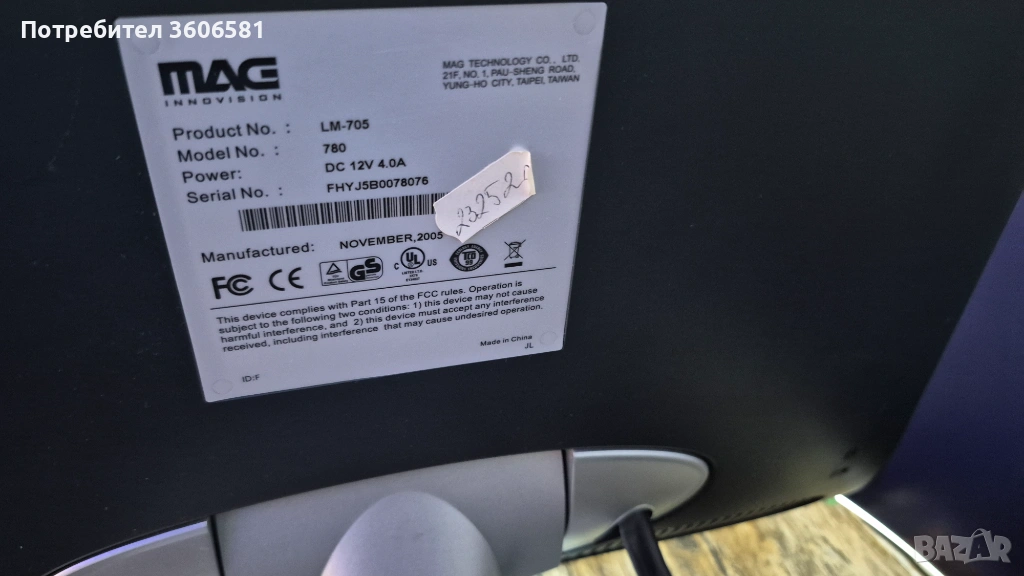 Потребител 3606581
MAG
INNOVISION
MAG TECHNOLOGY CO., LTD.
21F, NO. 1, PAU-SHENG ROAD,
YUNG-HO CITY, TAIPEI, TAIWAN
Product No. : LM-705
Model No. : 780
Power: DC 12V 4.0A
Serial No. : FHYJ5B0078076
23252
Manufactured: NOVEMBER,2005
FC CE GS C UL US
This device complies with Part 15 of the FCC rules. Operation is
subject to the following two conditions: 1) this device may not cause
harmful interference, and 2) this device must accept any interference
received, including interference that may cause undesired operation.
Made in China
JL
ID:F
BAZAR